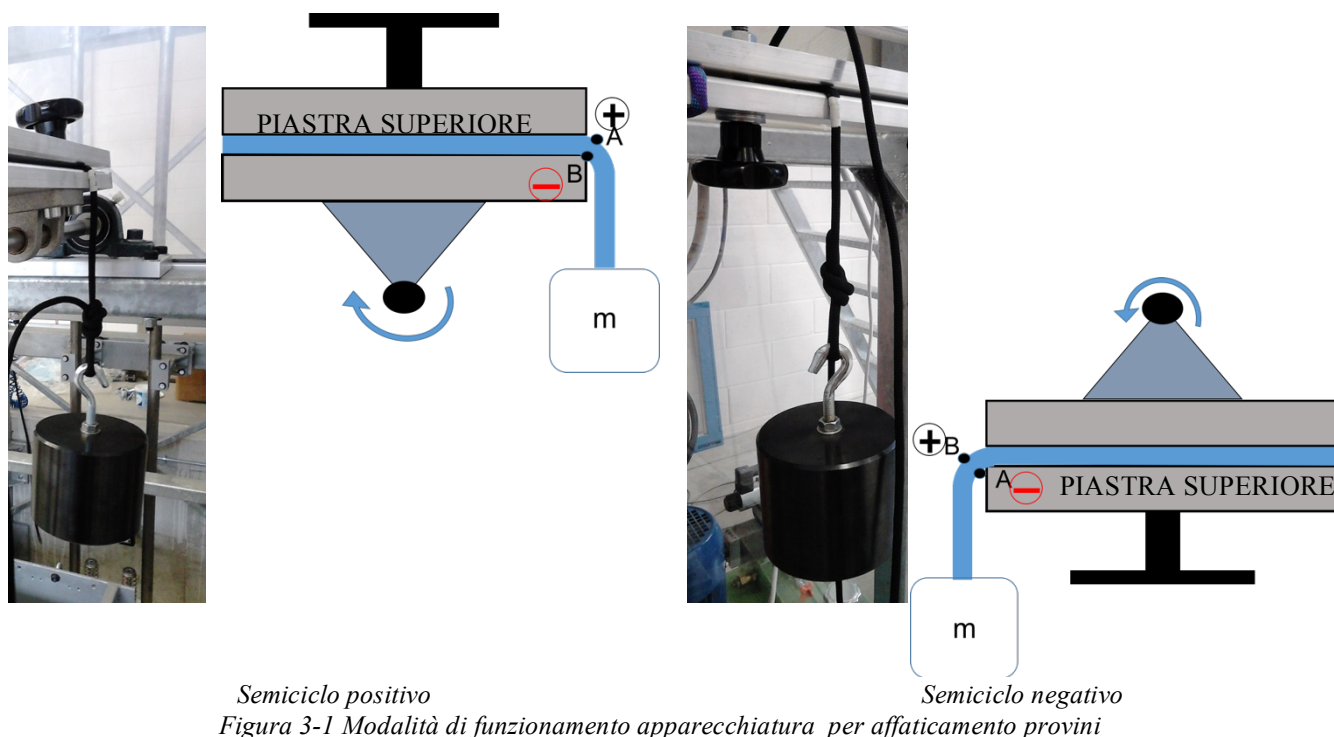 PIASTRA SUPERIORE
+
A
B
−
m
+
B
A
−
PIASTRA SUPERIORE
m
Semiciclo positivo
Semiciclo negativo
Figura 3-1 Modalità di funzionamento apparecchiatura per affaticamento provini